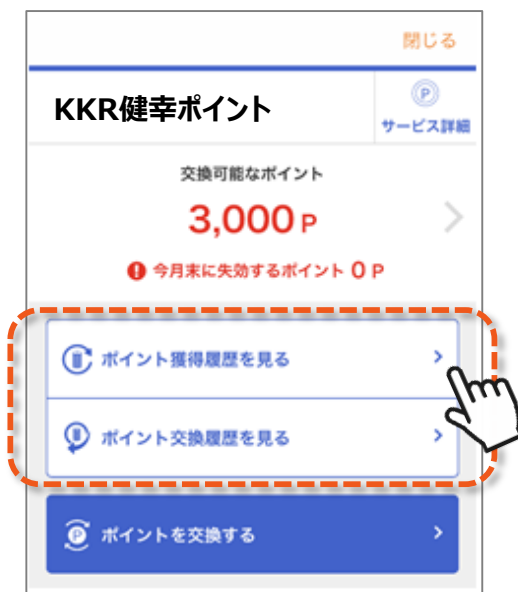 閉じる
KKR健幸ポイント
P
サービス詳細
交換可能なポイント
3,000 P
! 今月末に失効するポイント 0 P
ポイント獲得履歴を見る
ポイント交換履歴を見る
P ポイントを交換する